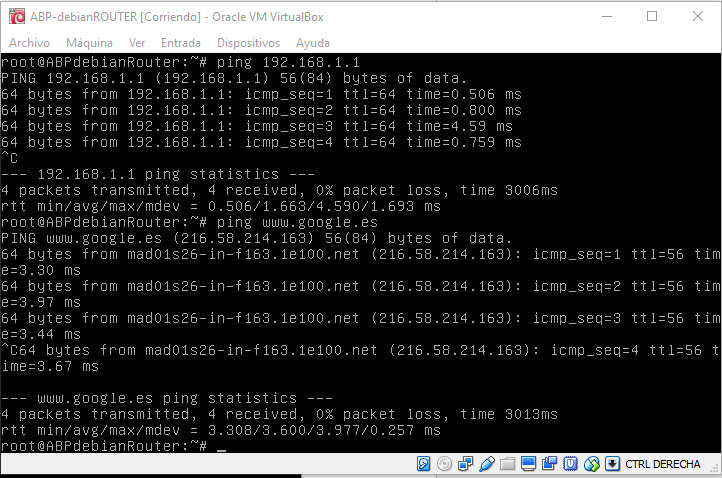 ABP-debianROUTER [Corriendo] - Oracle VM VirtualBox
Archivo Máquina Ver Entrada Dispositivos Ayuda
root@ABPdebianRouter:~# ping 192.168.1.1
PING 192.168.1.1 (192.168.1.1) 56(84) bytes of data.
64 bytes from 192.168.1.1: icmp_seq=1 ttl=64 time=0.506 ms
64 bytes from 192.168.1.1: icmp_seq=2 ttl=64 time=0.800 ms
64 bytes from 192.168.1.1: icmp_seq=3 ttl=64 time=4.59 ms
64 bytes from 192.168.1.1: icmp_seq=4 ttl=64 time=0.759 ms
^C
--- 192.168.1.1 ping statistics ---
4 packets transmitted, 4 received, 0% packet loss, time 3006ms
rtt min/avg/max/mdev = 0.506/1.663/4.590/1.693 ms
root@ABPdebianRouter:~# ping www.google.es
PING www.google.es (216.58.214.163) 56(84) bytes of data.
64 bytes from mad01s26-in-f163.1e100.net (216.58.214.163): icmp_seq=1 ttl=56 tim
e=3.30 ms
64 bytes from mad01s26-in-f163.1e100.net (216.58.214.163): icmp_seq=2 ttl=56 tim
e=3.97 ms
64 bytes from mad01s26-in-f163.1e100.net (216.58.214.163): icmp_seq=3 ttl=56 tim
e=3.44 ms
^C64 bytes from mad01s26-in-f163.1e100.net (216.58.214.163): icmp_seq=4 ttl=56 t
ime=3.67 ms

--- www.google.es ping statistics ---
4 packets transmitted, 4 received, 0% packet loss, time 3013ms
rtt min/avg/max/mdev = 3.308/3.600/3.977/0.257 ms
root@ABPdebianRouter:~# _
CTRL DERECHA